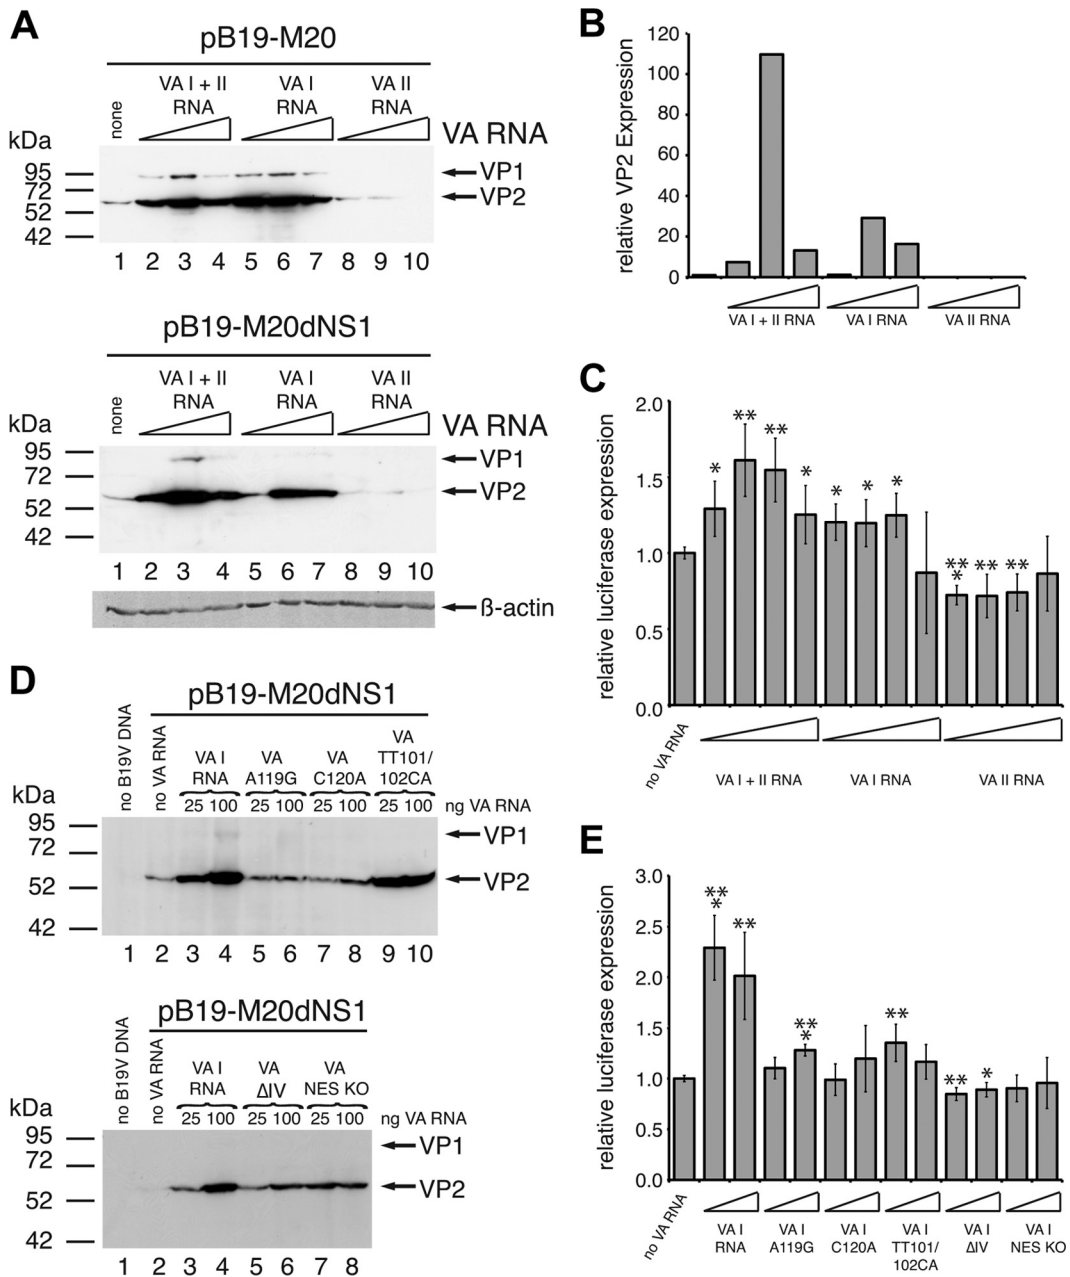 A
pB19-M20
none
VA I + II RNA
VA I RNA
VA II RNA
VA RNA
kDa
95
72
52
42
VP1
VP2
1 2 3 4 5 6 7 8 9 10
pB19-M20dNS1
none
VA I + II RNA
VA I RNA
VA II RNA
VA RNA
kDa
95
72
52
42
VP1
VP2
1 2 3 4 5 6 7 8 9 10
ß-actin
B
relative VP2 Expression
120
100
80
60
40
20
0
VA I + II RNA
VA I RNA
VA II RNA
C
relative luciferase expression
2.0
1.5
1.0
0.5
0.0
* ** ** * * * * *** ** **
no VA RNA
VA I + II RNA
VA I RNA
VA II RNA
D
pB19-M20dNS1
no B19V DNA
no VA RNA
VA I RNA
VA A119G
VA C120A
VA TT101/102CA
25 100 25 100 25 100 25 100 ng VA RNA
kDa
95
72
52
42
VP1
VP2
1 2 3 4 5 6 7 8 9 10
pB19-M20dNS1
no B19V DNA
no VA RNA
VA I RNA
VA ΔIV
VA NES KO
25 100 25 100 25 100 ng VA RNA
kDa
95
72
52
42
VP1
VP2
1 2 3 4 5 6 7 8
E
relative luciferase expression
3.0
2.5
2.0
1.5
1.0
0.5
0.0
*** ** *** ** ** *
no VA RNA
VA I RNA
VA I A119G
VA I C120A
VA I TT101/102CA
VA I ΔIV
VA I NES KO